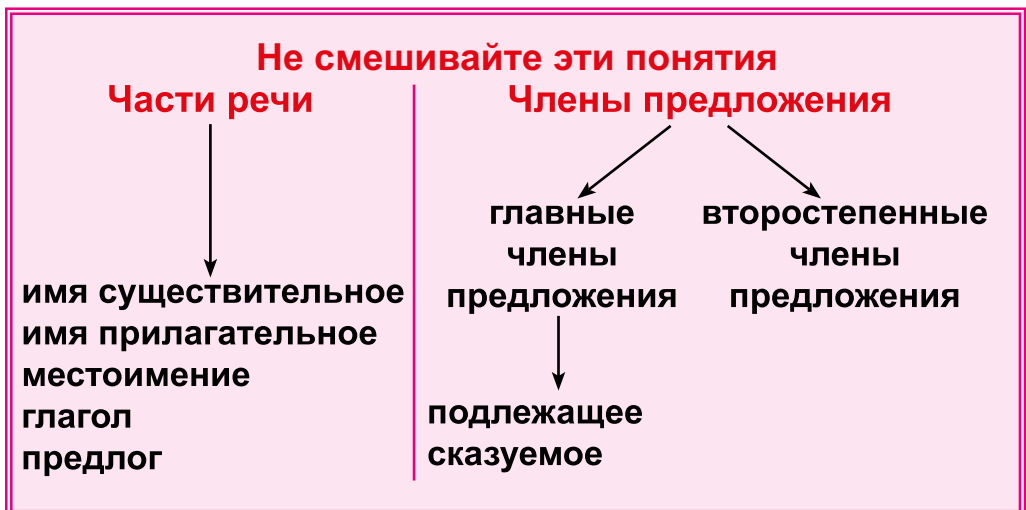 Не смешивайте эти понятия
Части речи
имя существительное
имя прилагательное
местоимение
глагол
предлог
Члены предложения
главные
члены
предложения
подлежащее
сказуемое
второстепенные
члены
предложения